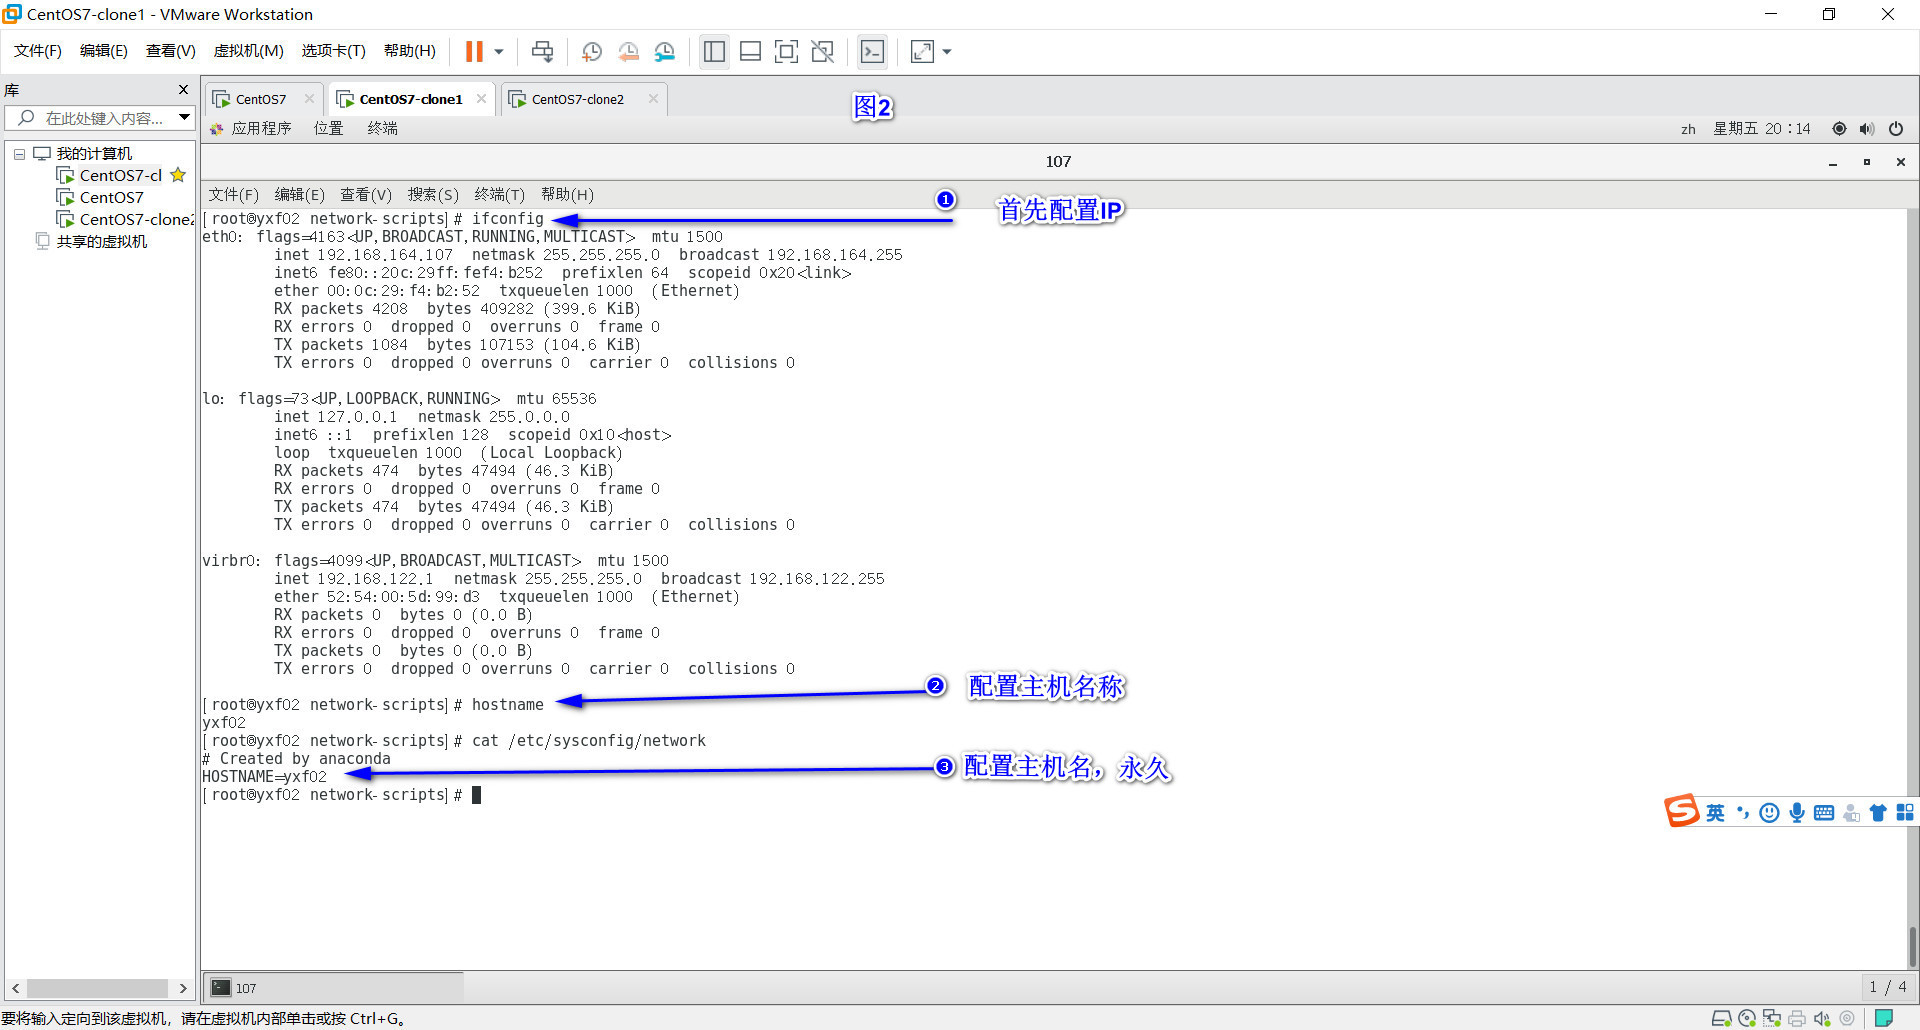 CentOS7-clone1 - VMware Workstation
文件(F) 编辑(E) 查看(V) 虚拟机(M) 选项卡(T) 帮助(H)
库
在此处键入内容...
我的计算机
CentOS7-cl
CentOS7
CentOS7-clone2
共享的虚拟机
CentOS7 CentOS7-clone1 CentOS7-clone2
图2
应用程序 位置 终端 zh 星期五 20：14
107
文件(F) 编辑(E) 查看(V) 搜索(S) 终端(T) 帮助(H)
1 首先配置IP
[root@yxf02 network-scripts]# ifconfig
eth0: flags=4163<UP,BROADCAST,RUNNING,MULTICAST>  mtu 1500
inet 192.168.164.107  netmask 255.255.255.0  broadcast 192.168.164.255
inet6 fe80::20c:29ff:fef4:b252  prefixlen 64  scopeid 0x20<link>
ether 00:0c:29:f4:b2:52  txqueuelen 1000  (Ethernet)
RX packets 4208  bytes 409282 (399.6 KiB)
RX errors 0  dropped 0  overruns 0  frame 0
TX packets 1084  bytes 107153 (104.6 KiB)
TX errors 0  dropped 0 overruns 0  carrier 0  collisions 0
lo: flags=73<UP,LOOPBACK,RUNNING>  mtu 65536
inet 127.0.0.1  netmask 255.0.0.0
inet6 ::1  prefixlen 128  scopeid 0x10<host>
loop  txqueuelen 1000  (Local Loopback)
RX packets 474  bytes 47494 (46.3 KiB)
RX errors 0  dropped 0  overruns 0  frame 0
TX packets 474  bytes 47494 (46.3 KiB)
TX errors 0  dropped 0 overruns 0  carrier 0  collisions 0
virbr0: flags=4099<UP,BROADCAST,MULTICAST>  mtu 1500
inet 192.168.122.1  netmask 255.255.255.0  broadcast 192.168.122.255
ether 52:54:00:5d:99:d3  txqueuelen 1000  (Ethernet)
RX packets 0  bytes 0 (0.0 B)
RX errors 0  dropped 0  overruns 0  frame 0
TX packets 0  bytes 0 (0.0 B)
TX errors 0  dropped 0 overruns 0  carrier 0  collisions 0
2 配置主机名称
[root@yxf02 network-scripts]# hostname
yxf02
[root@yxf02 network-scripts]# cat /etc/sysconfig/network
# Created by anaconda
3 配置主机名，永久
HOSTNAME=yxf02
[root@yxf02 network-scripts]#
S 英
107
1 / 4
要将输入定向到该虚拟机，请在虚拟机内部单击或按 Ctrl+G。